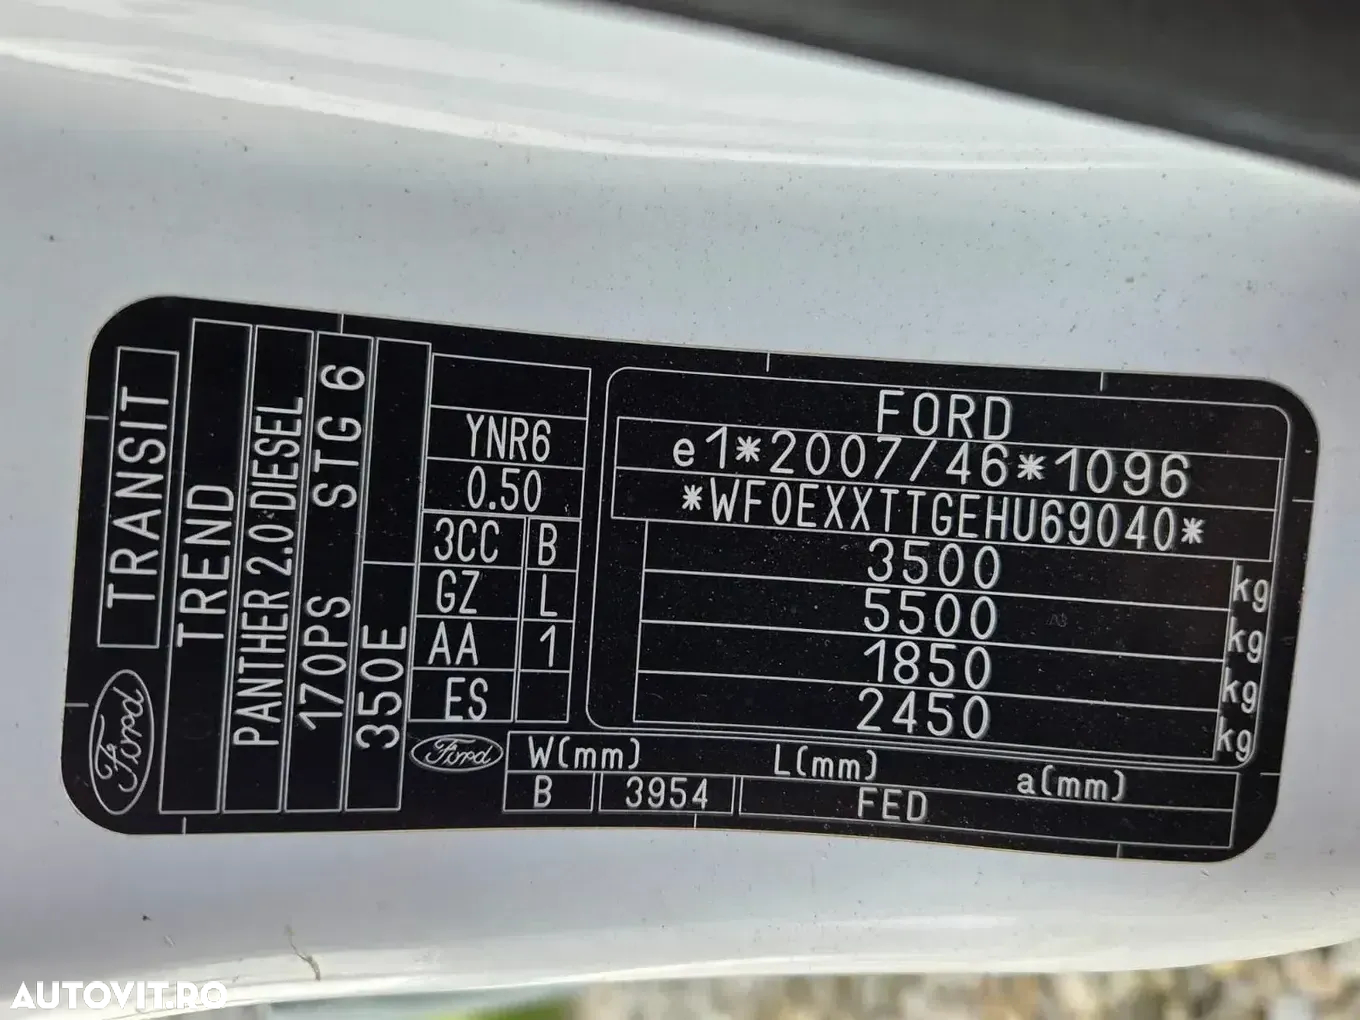 TRANSIT
Ford
TREND
PANTHER 2.0 DIESEL
170PS STG 6
350E
YNR6
0.50
3CC B
GZ L
AA 1
ES
Ford
FORD
e1*2007/46*1096
*WF0EXXTTGEHU69040*
3500 kg
5500 kg
1850 kg
2450 kg
W(mm) L(mm) a(mm)
B 3954 FED
AUTOVIT.RO